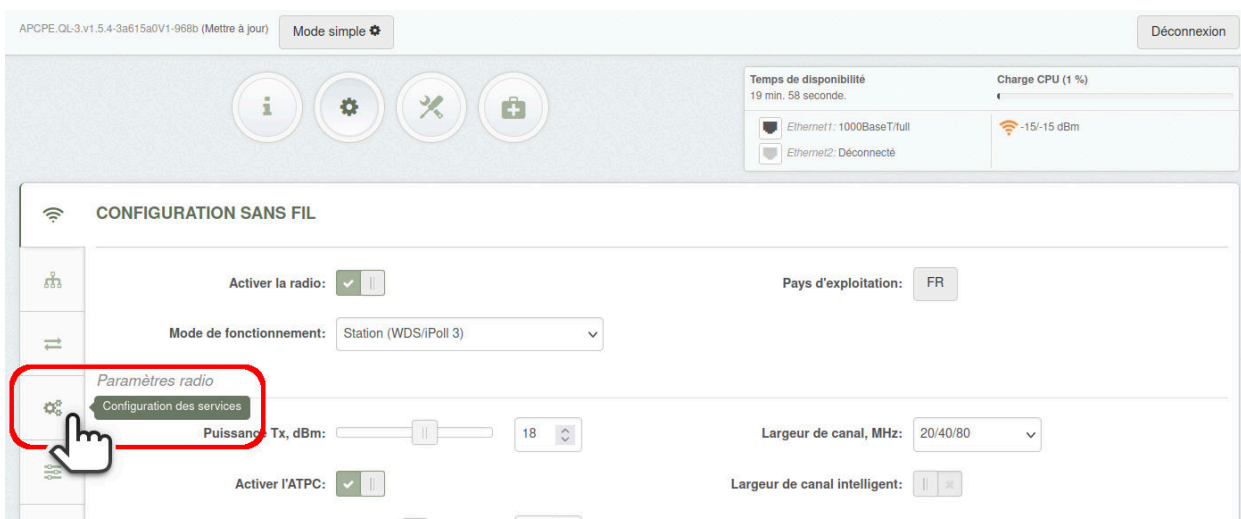 APCPE.QL-3.v1.5.4-3a615a0V1-968b (Mettre à jour) Mode simple Déconnexion
Temps de disponibilité Charge CPU (1 %)
19 min. 58 seconde.
Ethernet1: 1000BaseT/full -15/-15 dBm
Ethernet2: Déconnecté
CONFIGURATION SANS FIL
Activer la radio: Pays d'exploitation: FR
Mode de fonctionnement: Station (WDS/iPoll 3)
Paramètres radio
Configuration des services
Puissance Tx, dBm: 18 Largeur de canal, MHz: 20/40/80
Activer l'ATPC: Largeur de canal intelligent: